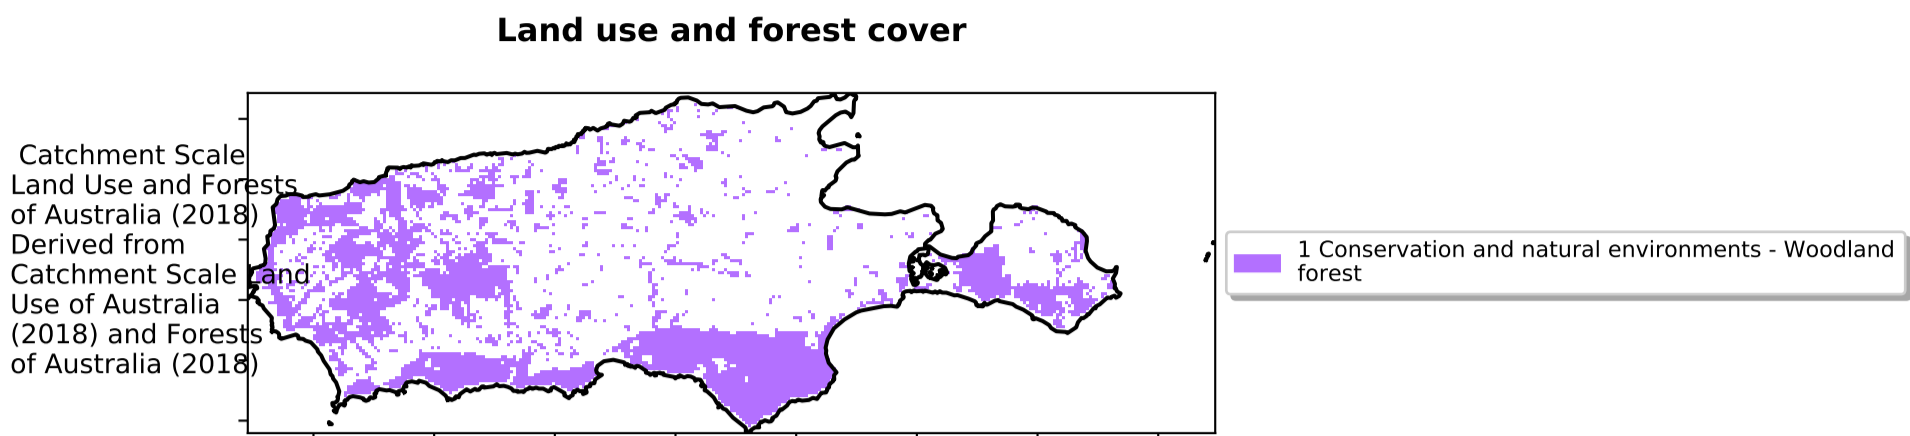 Land use and forest cover
Catchment Scale
Land Use and Forests
of Australia (2018)
Derived from
Catchment Scale Land
Use of Australia
(2018) and Forests
of Australia (2018)
1 Conservation and natural environments - Woodland
forest